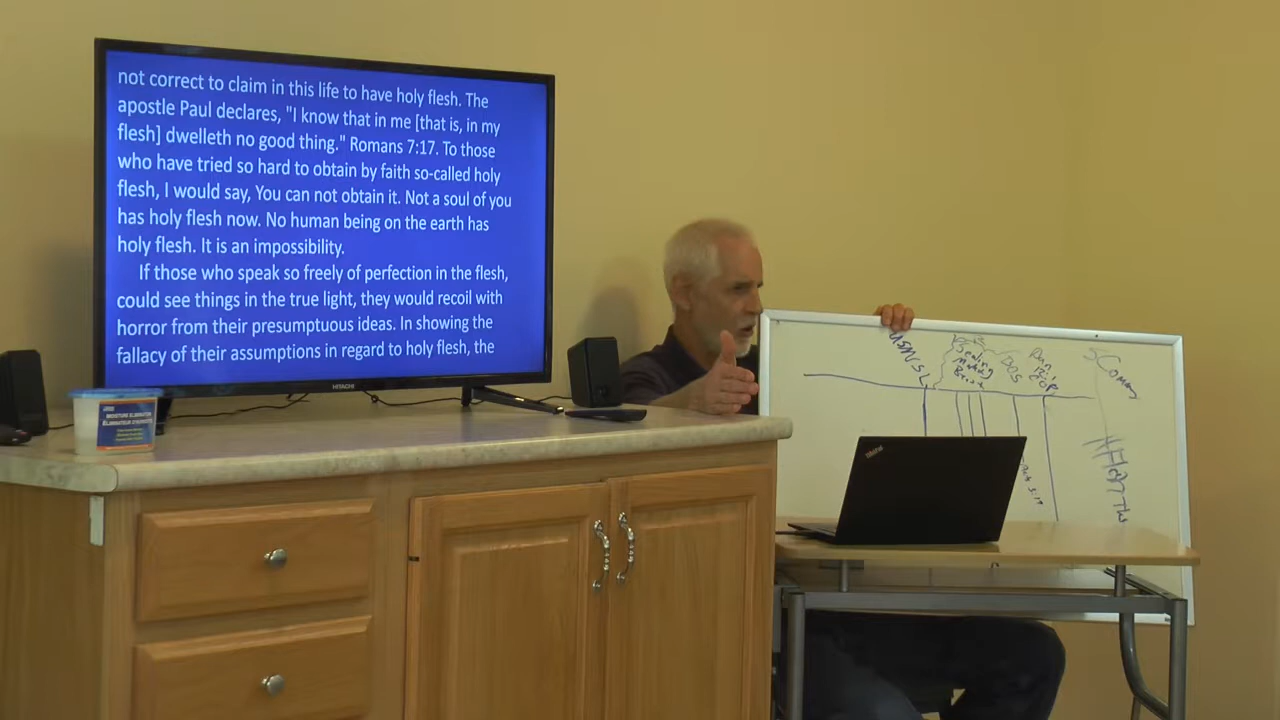 not correct to claim in this life to have holy flesh. The
apostle Paul declares, "I know that in me [that is, in my
flesh] dwelleth no good thing." Romans 7:17. To those
who have tried so hard to obtain by faith so-called holy
flesh, I would say, You can not obtain it. Not a soul of you
has holy flesh now. No human being on the earth has
holy flesh. It is an impossibility.
If those who speak so freely of perfection in the flesh,
could see things in the true light, they would recoil with
horror from their presumptuous ideas. In showing the
fallacy of their assumptions in regard to holy flesh, the
HITACHI
MOISTURE ELIMINATOR
Sealing
Dan
12:
ThinkPad